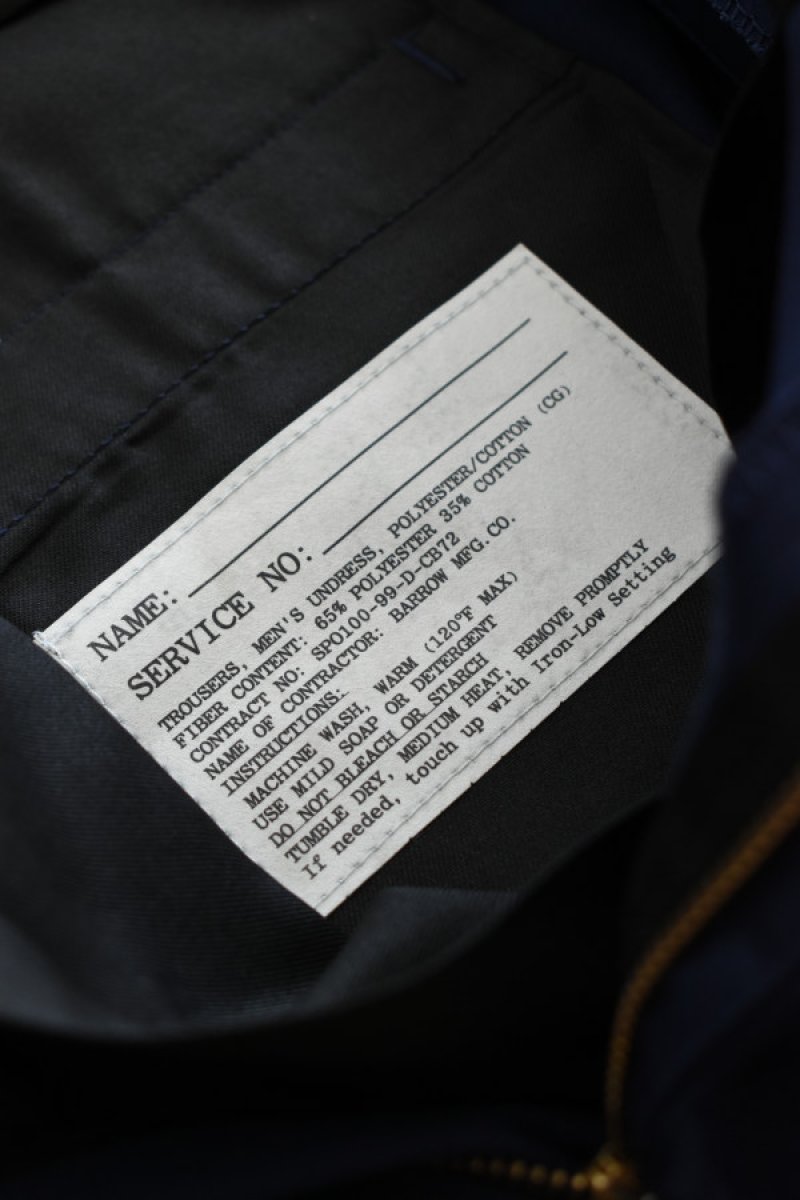 NAME:
SERVICE NO:
TROUSERS, MEN'S UNDRESS, POLYESTER/COTTON (CG)
FIBER CONTENT: 65% POLYESTER 35% COTTON
CONTRACT NO: SPO100-99-D-CB72
NAME OF CONTRACTOR: BARROW MFG.CO.
INSTRUCTIONS:
MACHINE WASH, WARM (120°F MAX)
USE MILD SOAP OR DETERGENT
DO NOT BLEACH OR STARCH
TUMBLE DRY, MEDIUM HEAT, REMOVE PROMPTLY
If needed, touch up with Iron-Low Setting